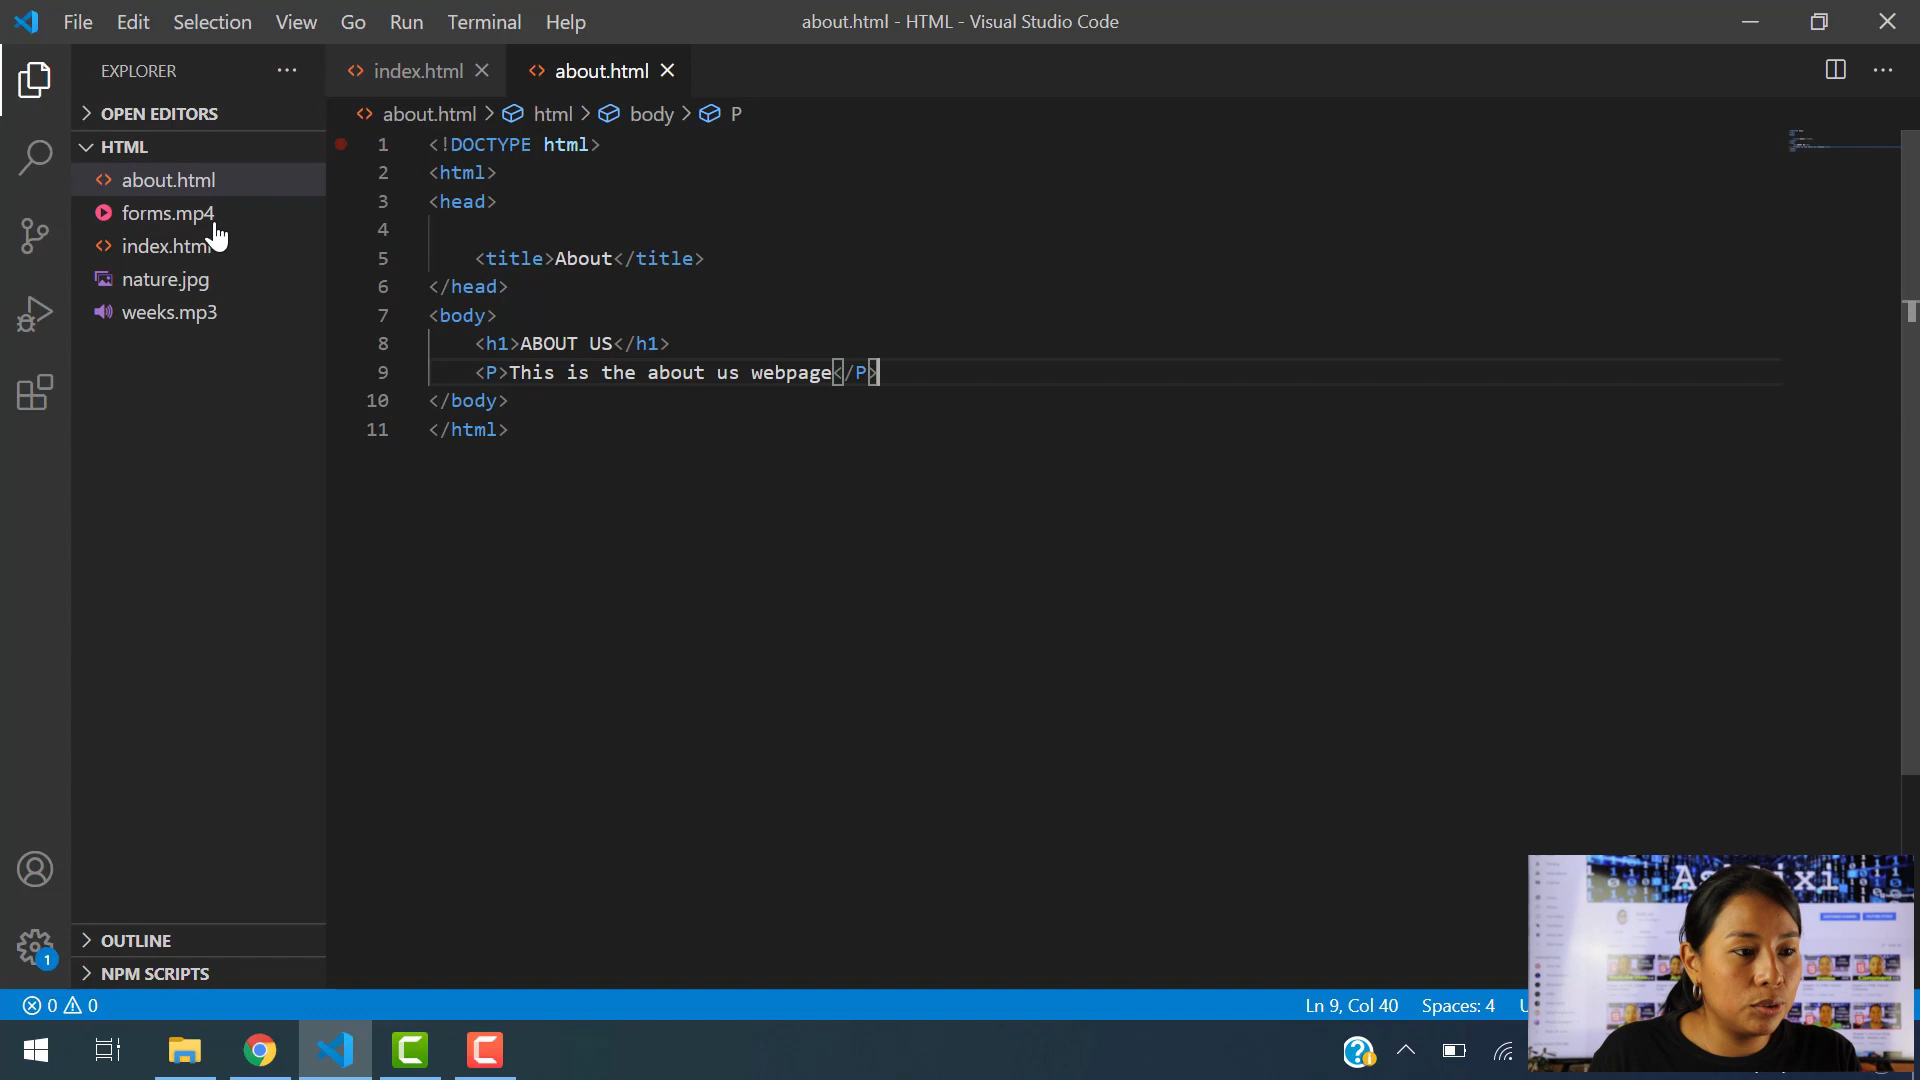 File Edit Selection View Go Run Terminal Help
about.html - HTML - Visual Studio Code
EXPLORER
OPEN EDITORS
HTML
about.html
forms.mp4
index.html
nature.jpg
weeks.mp3
OUTLINE
NPM SCRIPTS
index.html
about.html
about.html > html > body > P
1 <!DOCTYPE html>
2 <html>
3 <head>
4
5 <title>About</title>
6 </head>
7 <body>
8 <h1>ABOUT US</h1>
9 <P>This is the about us webpage</P>
10 </body>
11 </html>
1
0 0
Ln 9, Col 40 Spaces: 4